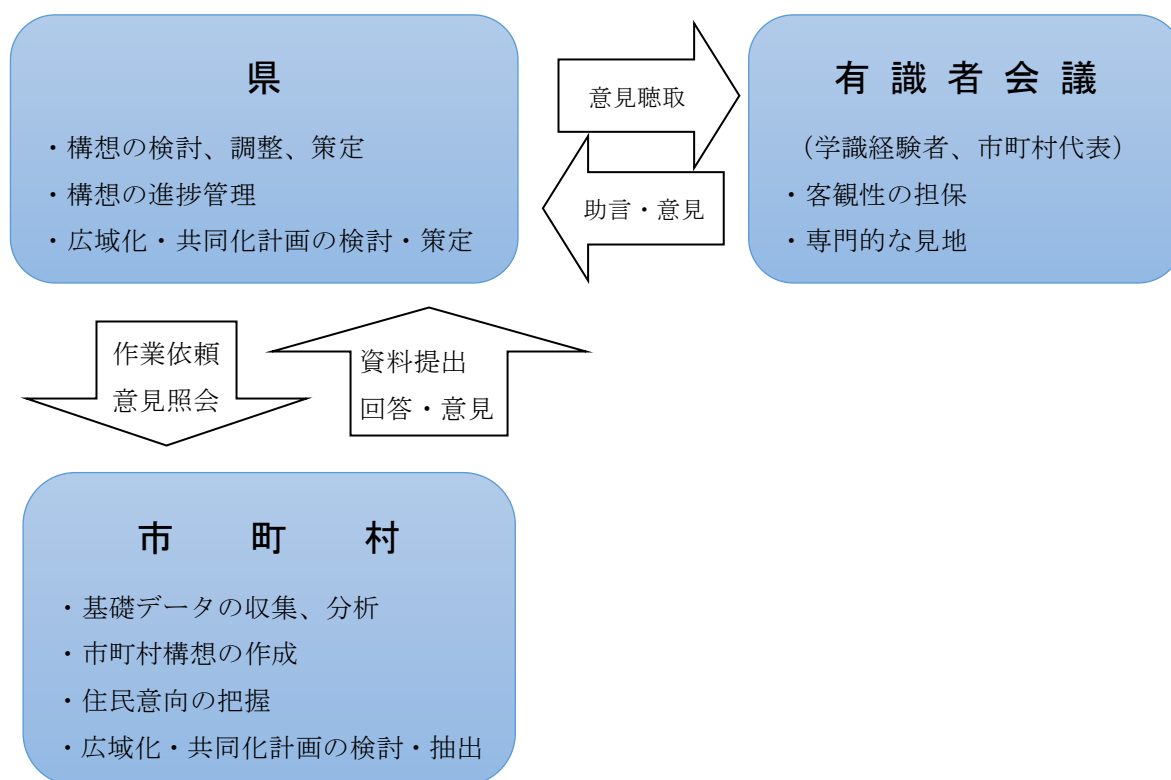 県
・構想の検討、調整、策定
・構想の進捗管理
・広域化・共同化計画の検討・策定
意見聴取
助言・意見
有識者会議
（学識経験者、市町村代表）
・客観性の担保
・専門的な見地
作業依頼
意見照会
資料提出
回答・意見
市町村
・基礎データの収集、分析
・市町村構想の作成
・住民意向の把握
・広域化・共同化計画の検討・抽出